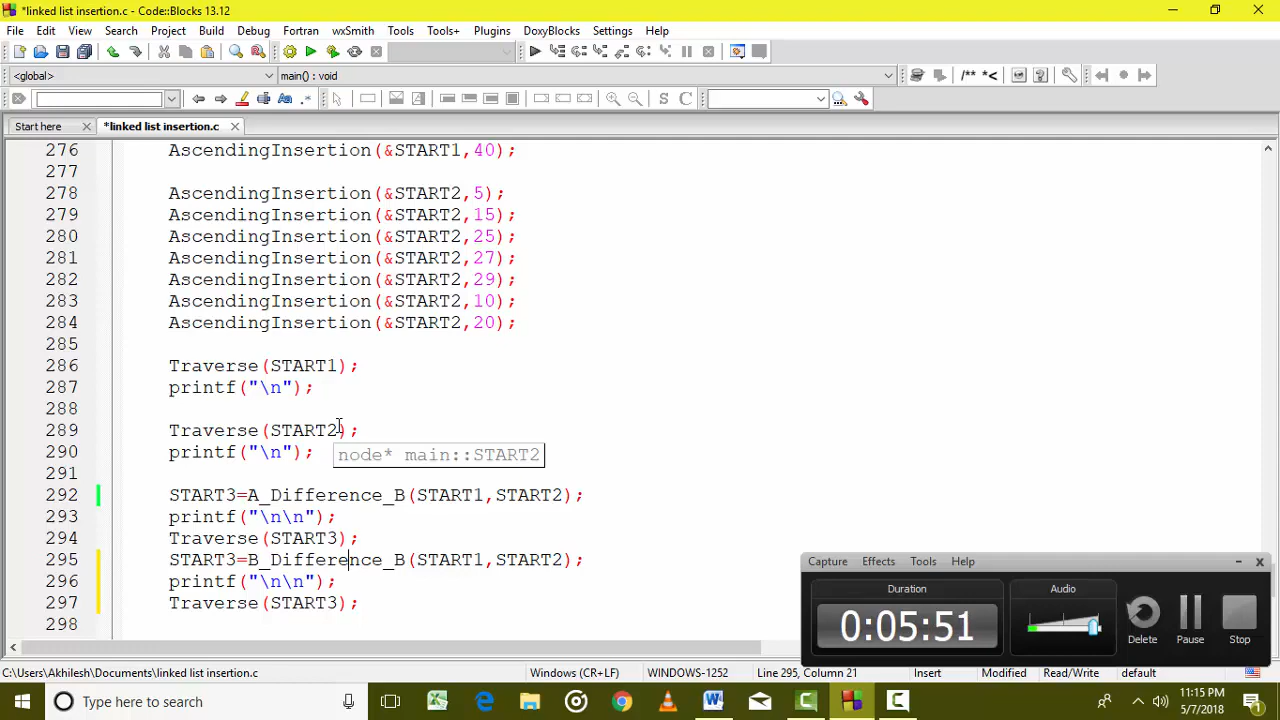 *linked list insertion.c - Code::Blocks 13.12
File Edit View Search Project Build Debug Fortran wxSmith Tools Tools+ Plugins DoxyBlocks Settings Help
<global> main() : void /** *<
Aa .* S C
Start here *linked list insertion.c
276 AscendingInsertion(&START1,40);
277
278 AscendingInsertion(&START2,5);
279 AscendingInsertion(&START2,15);
280 AscendingInsertion(&START2,25);
281 AscendingInsertion(&START2,27);
282 AscendingInsertion(&START2,29);
283 AscendingInsertion(&START2,10);
284 AscendingInsertion(&START2,20);
285
286 Traverse(START1);
287 printf("\n");
288
289 Traverse(START2);
290 printf("\n");
node* main::START2
291
292 START3=A_Difference_B(START1,START2);
293 printf("\n\n");
294 Traverse(START3);
295 START3=B_Difference_B(START1,START2);
296 printf("\n\n");
297 Traverse(START3);
298
Capture Effects Tools Help
Duration Audio
0:05:51
Delete Pause Stop
C:\Users\Akhilesh\Documents\linked list insertion.c Windows (CR+LF) WINDOWS-1252 Line 295, Column 21 Insert Modified Read/Write default
Type here to search
11:15 PM
5/7/2018